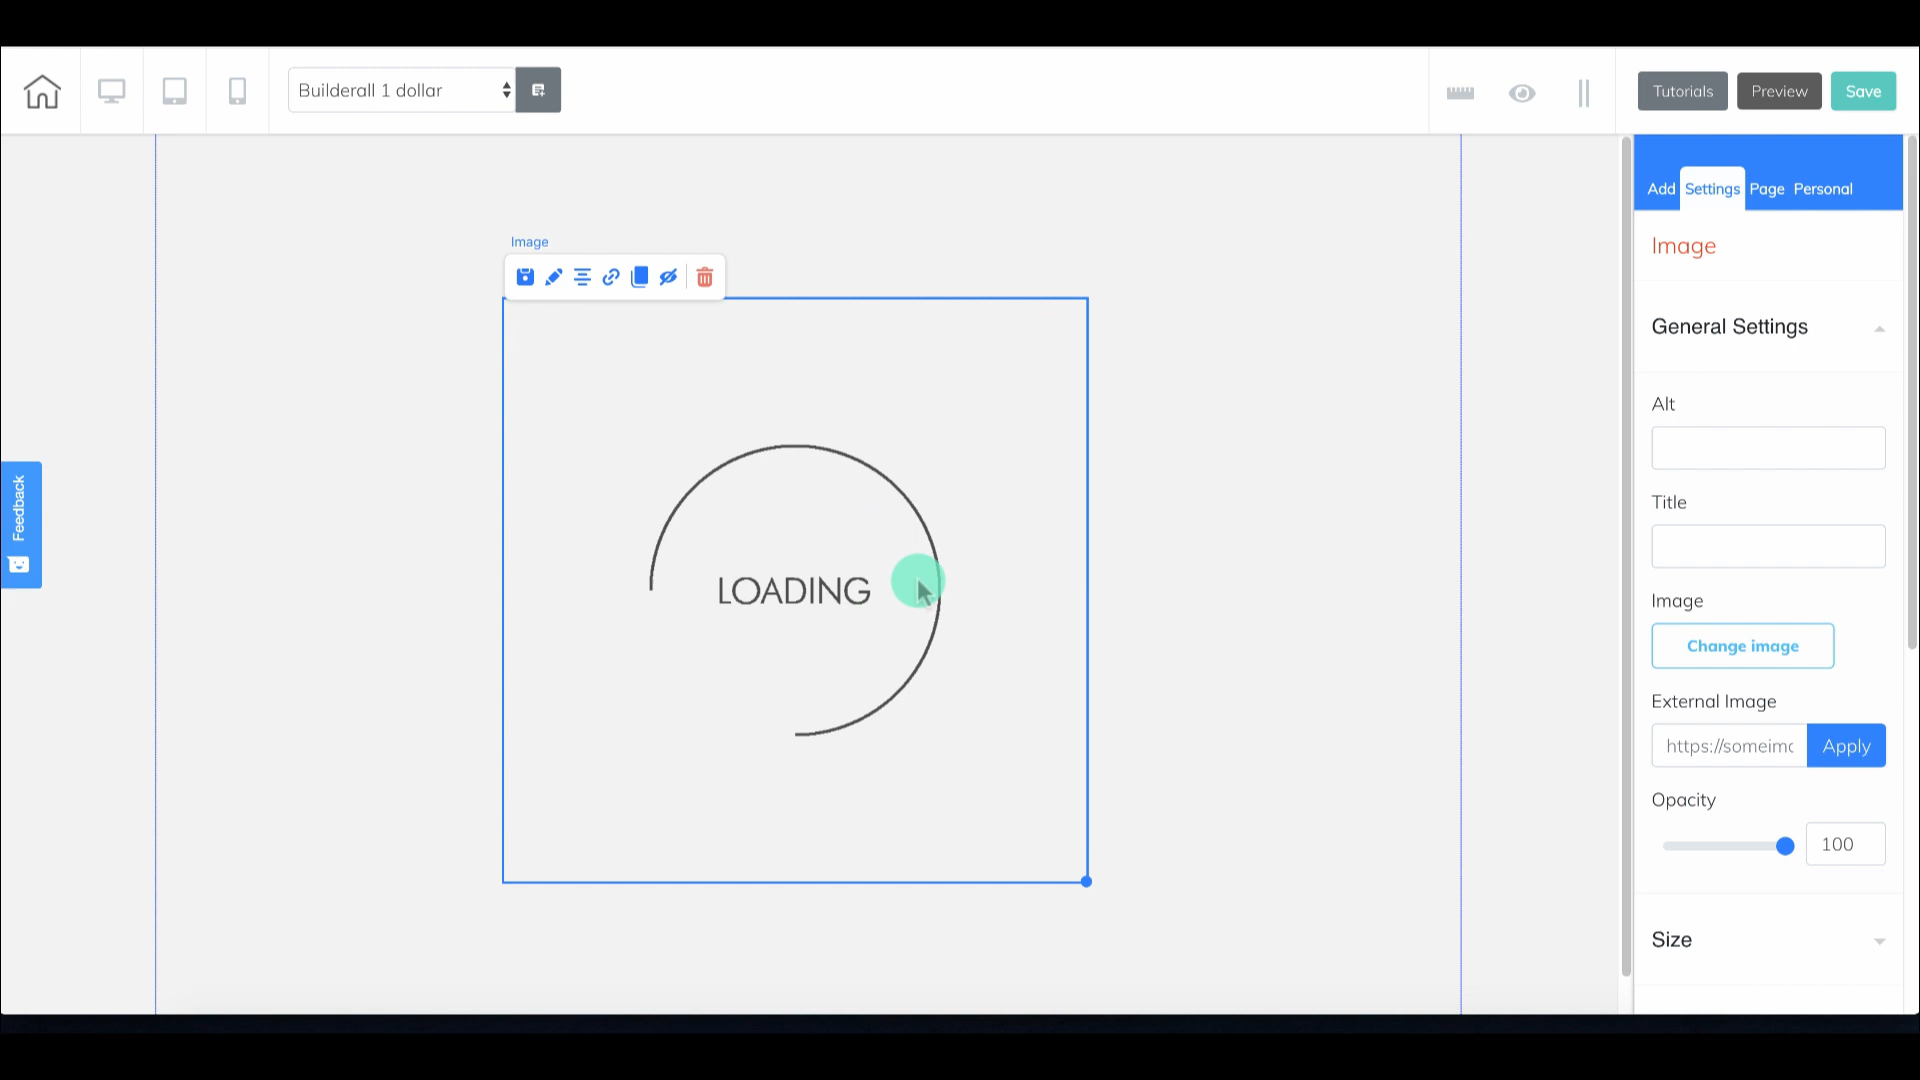 Builderall 1 dollar
Tutorials
Preview
Save
Add
Settings
Page
Personal
Image
Image
General Settings
Alt
Title
Image
Change image
External Image
https://someimc
Apply
Opacity
100
Size
LOADING
Feedback